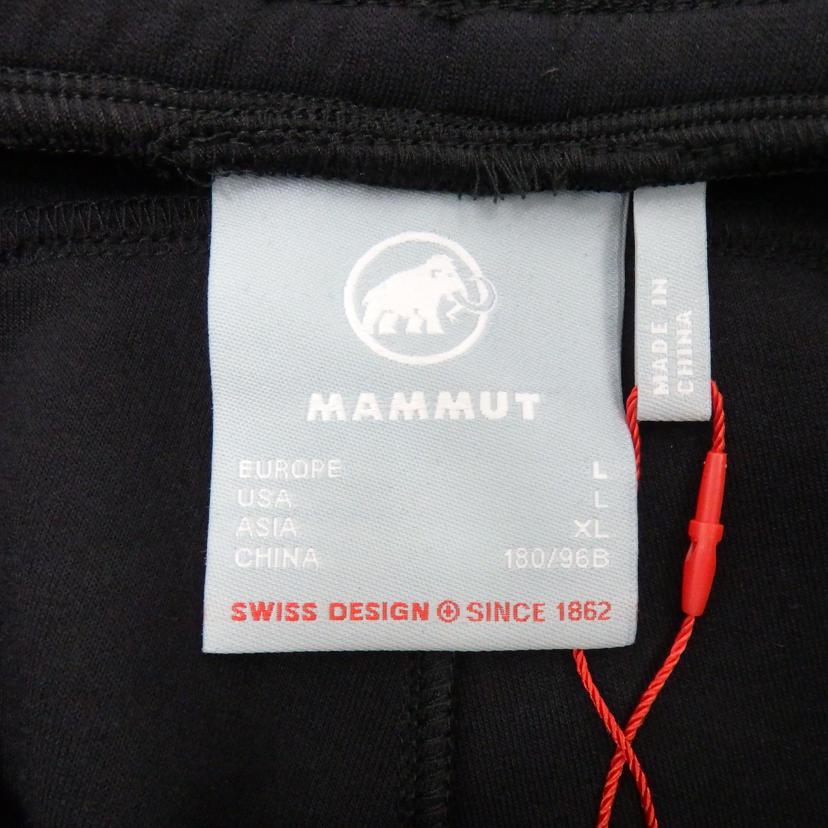 MAMMUT
EUROPE L
USA L
ASIA XL
CHINA 180/96B
SWISS DESIGN SINCE 1862
MADE IN
CHINA